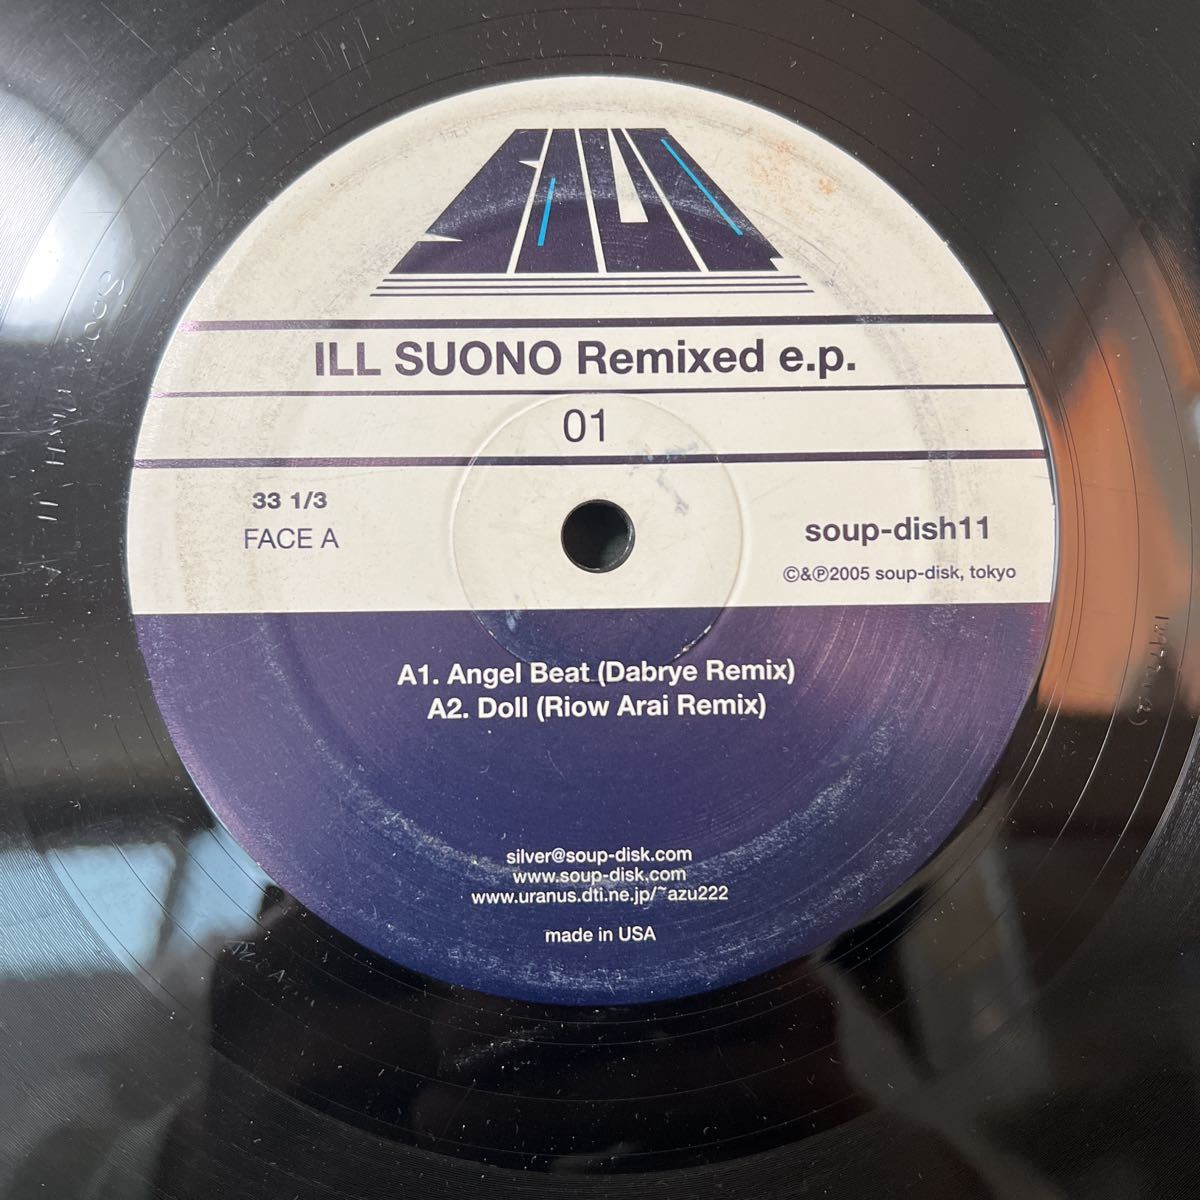 ILL SUONO Remixed e.p.
01
33 1/3
FACE A
soup-dish11
©&℗2005 soup-disk, tokyo
A1. Angel Beat (Dabrye Remix)
A2. Doll (Riow Arai Remix)
silver@soup-disk.com
www.soup-disk.com
www.uranus.dti.ne.jp/~azu222
made in USA